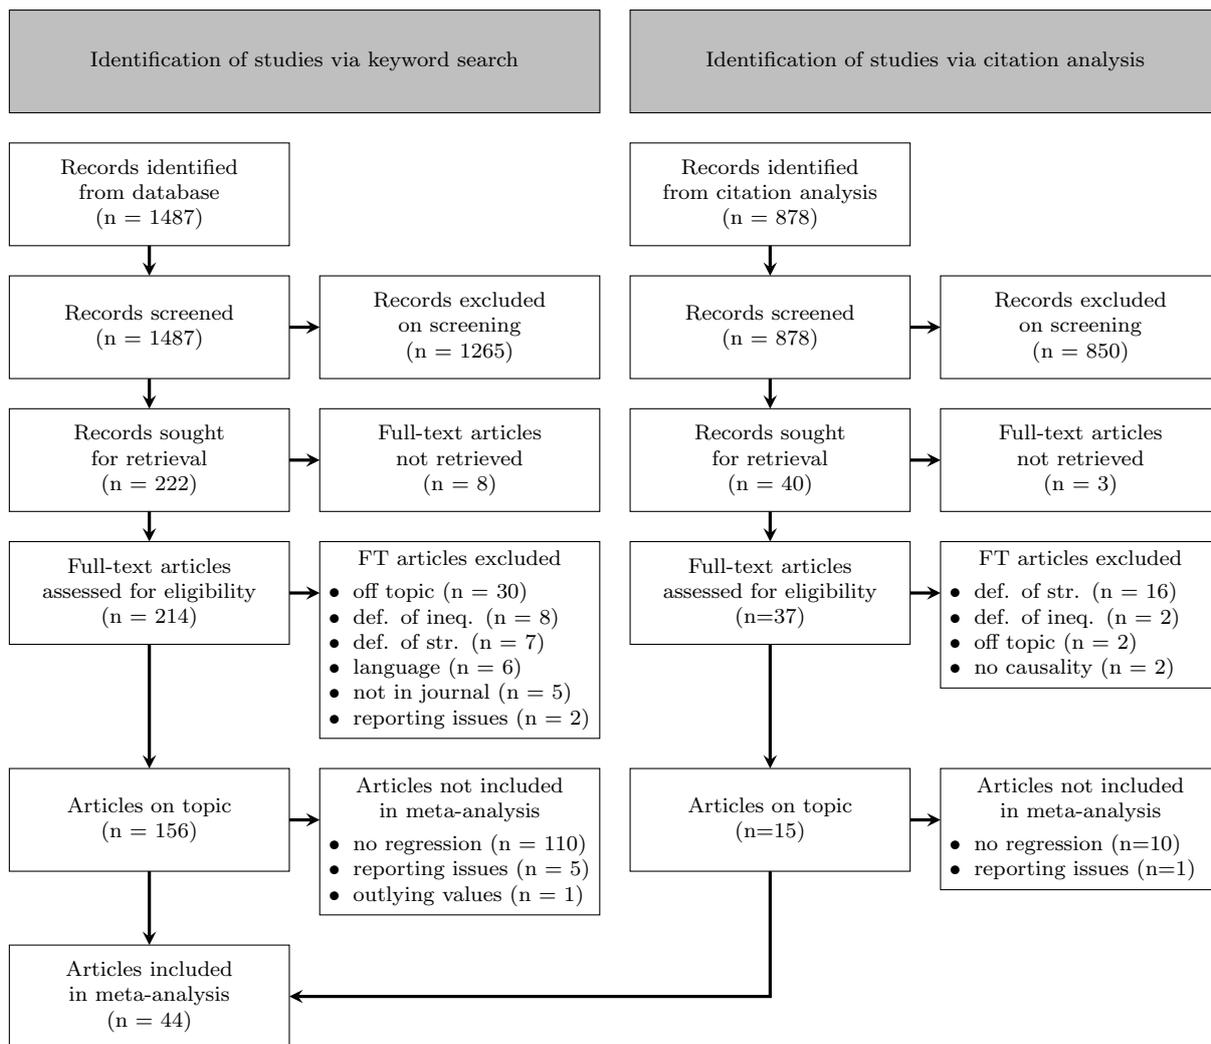 Identification of studies via keyword search
Identification of studies via citation analysis
Records identified
from database
(n = 1487)
Records identified
from citation analysis
(n = 878)
Records screened
(n = 1487)
Records excluded
on screening
(n = 1265)
Records screened
(n = 878)
Records excluded
on screening
(n = 850)
Records sought
for retrieval
(n = 222)
Full-text articles
not retrieved
(n = 8)
Records sought
for retrieval
(n = 40)
Full-text articles
not retrieved
(n = 3)
Full-text articles
assessed for eligibility
(n = 214)
FT articles excluded
• off topic (n = 30)
• def. of ineq. (n = 8)
• def. of str. (n = 7)
• language (n = 6)
• not in journal (n = 5)
• reporting issues (n = 2)
Full-text articles
assessed for eligibility
(n=37)
FT articles excluded
• def. of str. (n = 16)
• def. of ineq. (n = 2)
• off topic (n = 2)
• no causality (n = 2)
Articles on topic
(n = 156)
Articles not included
in meta-analysis
• no regression (n = 110)
• reporting issues (n = 5)
• outlying values (n = 1)
Articles on topic
(n=15)
Articles not included
in meta-analysis
• no regression (n=10)
• reporting issues (n=1)
Articles included
in meta-analysis
(n = 44)